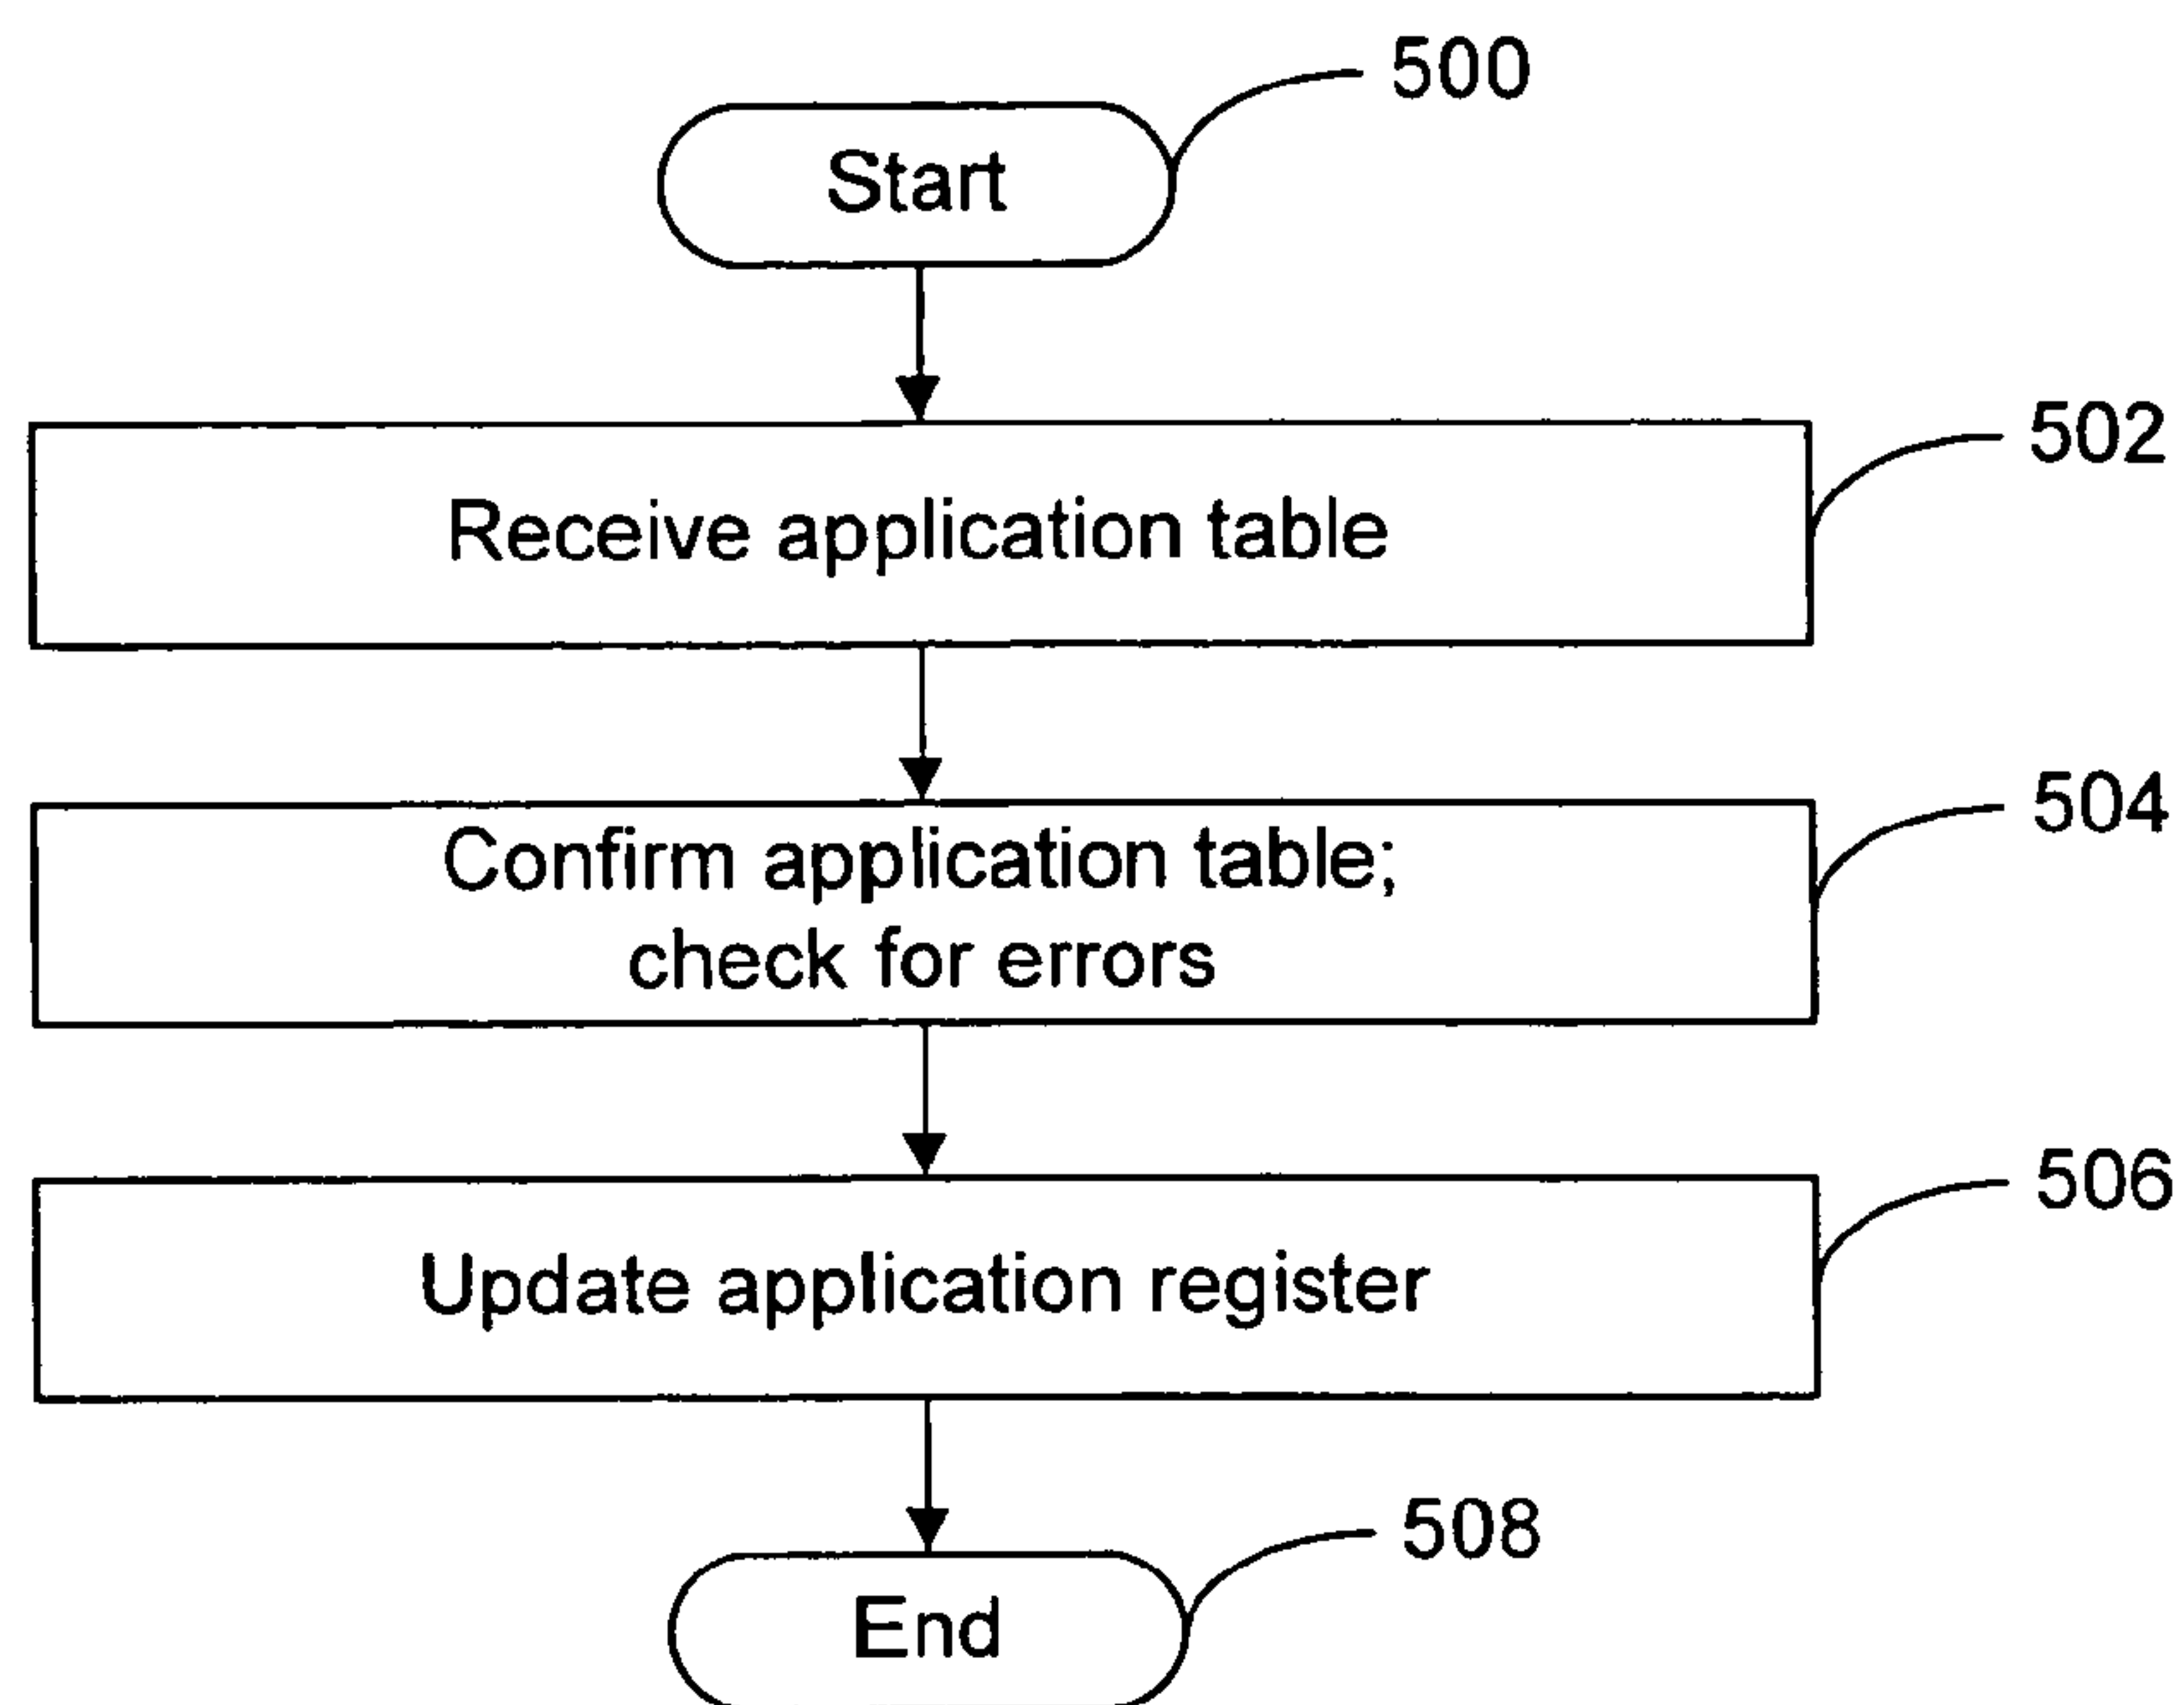 500
Start
502
Receive application table
504
Confirm application table;
check for errors
506
Update application register
508
End